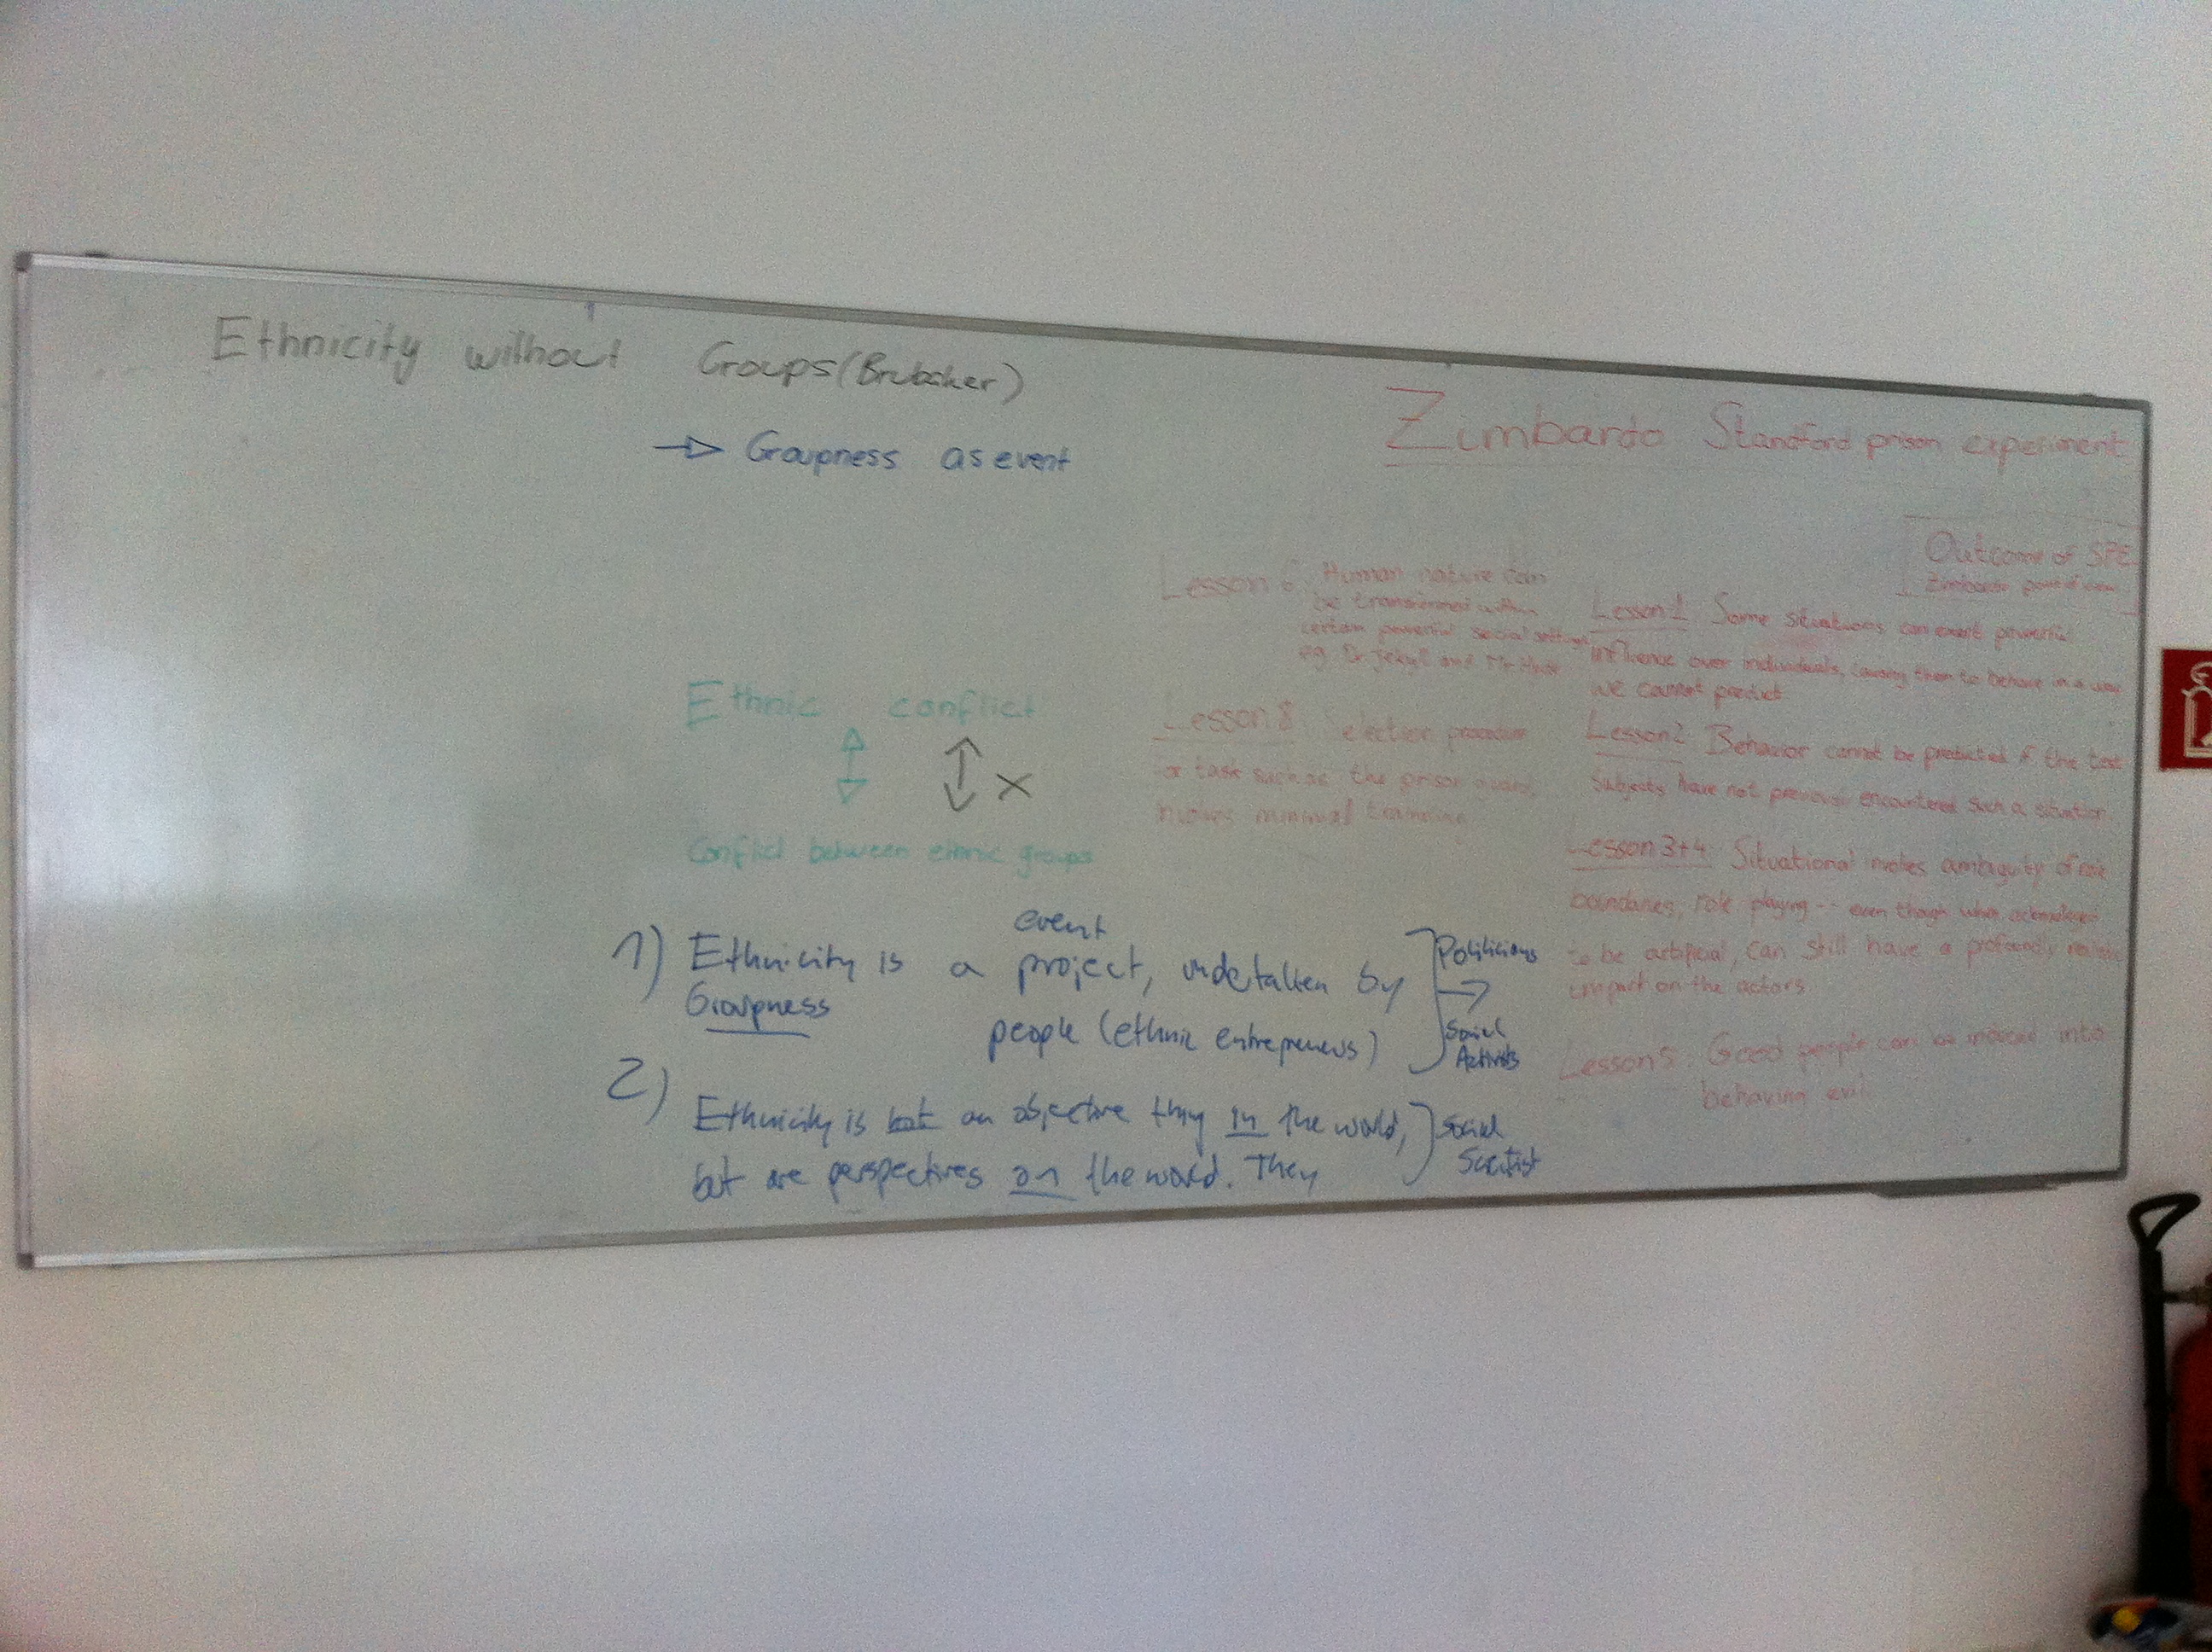 Ethnicity without Groups (Brubaker)
→ Groupness as event
Ethnic conflict
X
Conflict between ethnic groups
event
1) Ethnicity is a project, undertaken by
Groupness
people (ethnic entrepreneurs)
Politicians
→
Social
Activists
2)
Ethnicity is an objective thing in the world,
but are perspectives on the world. They
Social
Scientist
Zimbardo Standford prison experiment
Outcome of SPE
Zimbardo point of view
Lesson 1 Some situations can exert powerful
influence over individuals, causing them to behave in a way
we cannot predict
Lesson 2 Behavior cannot be predicted if the test
subjects have not previous encountered such a situation.
Lesson 3+4 Situational ambiguity of role
boundaries, role playing -- even though when acknowledged
to be artificial, can still have a profoundly realistic
impact on the actors
Lesson 5 Good people can be induced into
behaving evil.
Lesson 6 Human nature can
be transformed within
certain powerful social settings
eg Dr Jekyl and Mr Hyde
Lesson 8 Selection procedure
for task such as the prison guard
minimal training